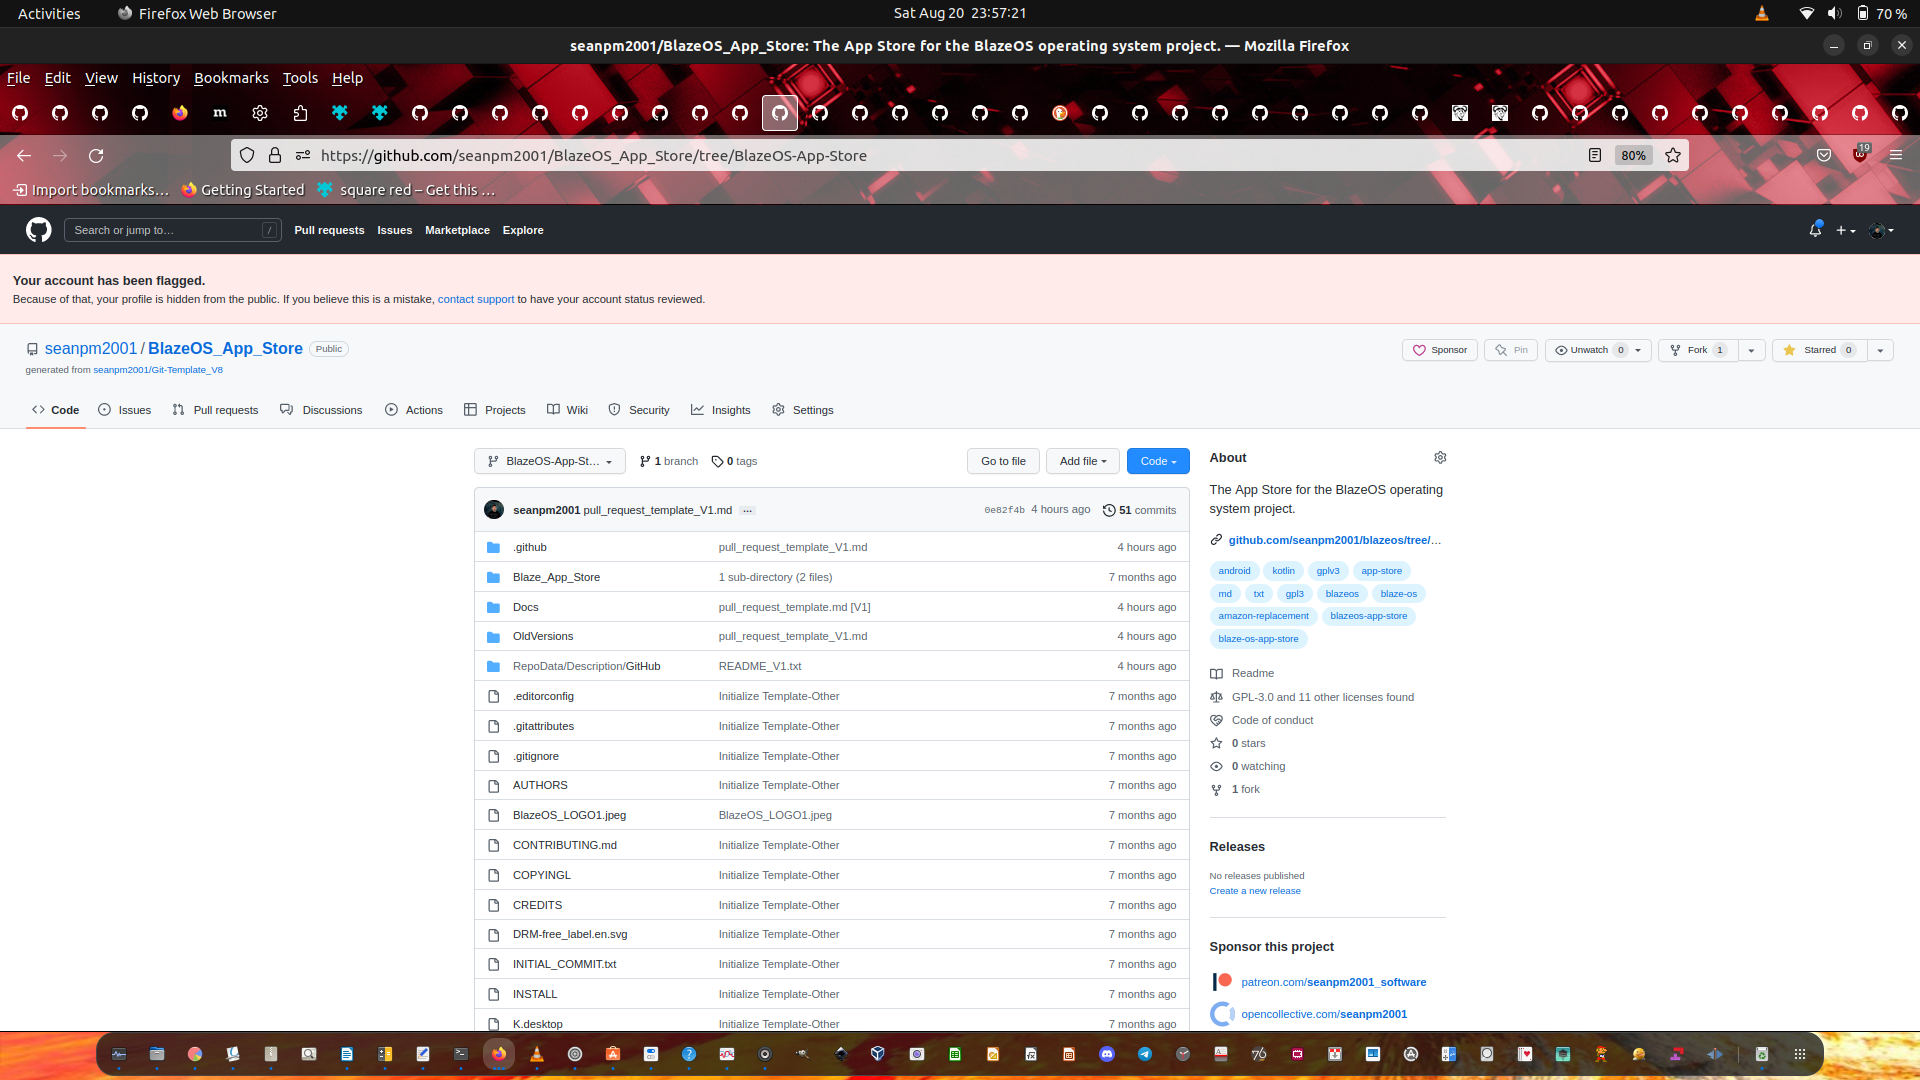 Activities Firefox Web Browser Sat Aug 20 23:57:21 70 %
seanpm2001/BlazeOS_App_Store: The App Store for the BlazeOS operating system project. — Mozilla Firefox
File Edit View History Bookmarks Tools Help
https://github.com/seanpm2001/BlazeOS_App_Store/tree/BlazeOS-App-Store 80% 19
Import bookmarks… Getting Started square red – Get this …
Search or jump to… / Pull requests Issues Marketplace Explore
Your account has been flagged.
Because of that, your profile is hidden from the public. If you believe this is a mistake, contact support to have your account status reviewed.
seanpm2001 / BlazeOS_App_Store Public Sponsor Pin Unwatch 0 Fork 1 Starred 0
generated from seanpm2001/Git-Template_V8
Code Issues Pull requests Discussions Actions Projects Wiki Security Insights Settings
BlazeOS-App-St… 1 branch 0 tags Go to file Add file Code
seanpm2001 pull_request_template_V1.md … 0e82f4b 4 hours ago 51 commits
.github pull_request_template_V1.md 4 hours ago
Blaze_App_Store 1 sub-directory (2 files) 7 months ago
Docs pull_request_template.md [V1] 4 hours ago
OldVersions pull_request_template_V1.md 4 hours ago
RepoData/Description/GitHub README_V1.txt 4 hours ago
.editorconfig Initialize Template-Other 7 months ago
.gitattributes Initialize Template-Other 7 months ago
.gitignore Initialize Template-Other 7 months ago
AUTHORS Initialize Template-Other 7 months ago
BlazeOS_LOGO1.jpeg BlazeOS_LOGO1.jpeg 7 months ago
CONTRIBUTING.md Initialize Template-Other 7 months ago
COPYINGL Initialize Template-Other 7 months ago
CREDITS Initialize Template-Other 7 months ago
DRM-free_label.en.svg Initialize Template-Other 7 months ago
INITIAL_COMMIT.txt Initialize Template-Other 7 months ago
INSTALL Initialize Template-Other 7 months ago
K.desktop Initialize Template-Other 7 months ago
About
The App Store for the BlazeOS operating
system project.
github.com/seanpm2001/blazeos/tree/…
android kotlin gplv3 app-store
md txt gpl3 blazeos blaze-os
amazon-replacement blazeos-app-store
blaze-os-app-store
Readme
GPL-3.0 and 11 other licenses found
Code of conduct
0 stars
0 watching
1 fork
Releases
No releases published
Create a new release
Sponsor this project
patreon.com/seanpm2001_software
opencollective.com/seanpm2001